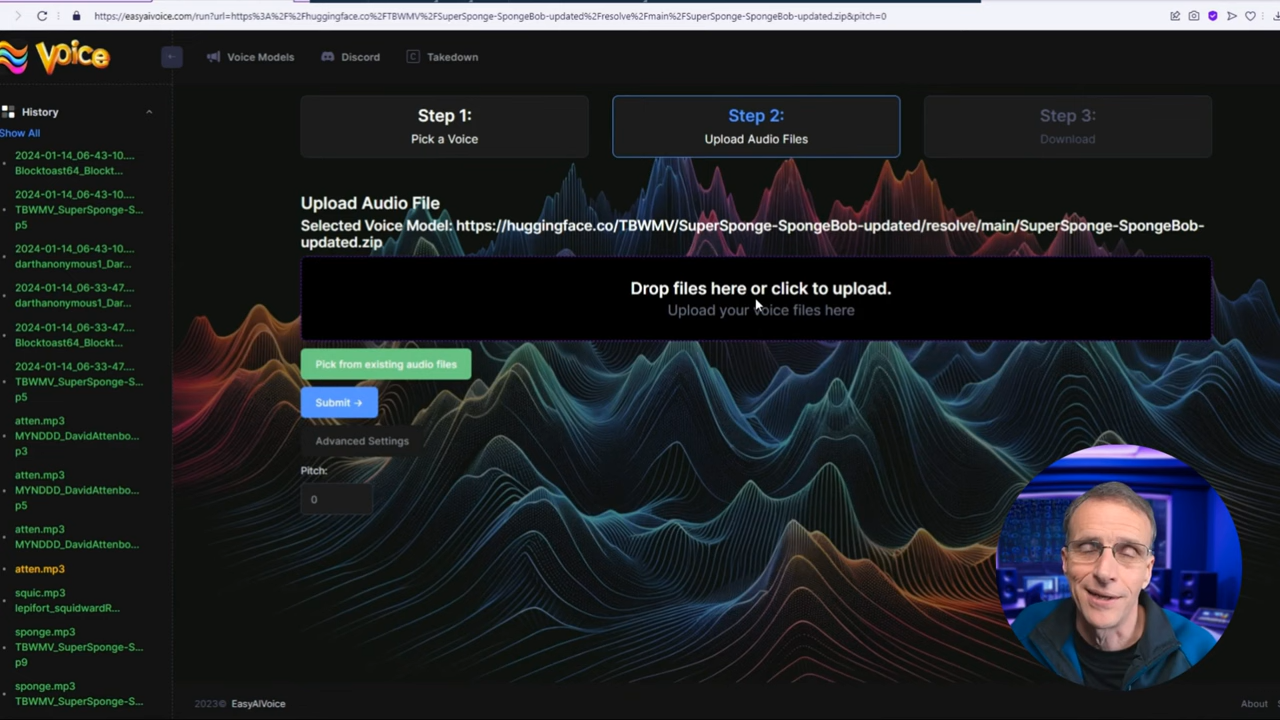 https://easyaivoice.com/run?url=https%3A%2F%2Fhuggingface.co%2FTBWMV%2FSuperSponge-SpongeBob-updated%2Fresolve%2Fmain%2FSuperSponge-SpongeBob-updated.zip&pitch=0
Voice
Voice Models
Discord
C Takedown
History
Show All
2024-01-14_06-43-10....
Blocktoast64_Blockt...
2024-01-14_06-43-10....
TBWMV_SuperSponge-S...
p5
2024-01-14_06-43-10....
darthanonymous1_Dar...
2024-01-14_06-33-47....
darthanonymous1_Dar...
2024-01-14_06-33-47....
Blocktoast64_Blockt...
2024-01-14_06-33-47....
TBWMV_SuperSponge-S...
p5
atten.mp3
MYNDDD_DavidAttenbo...
p3
atten.mp3
MYNDDD_DavidAttenbo...
p5
atten.mp3
MYNDDD_DavidAttenbo...
atten.mp3
squic.mp3
lepifort_squidwardR...
sponge.mp3
TBWMV_SuperSponge-S...
p9
sponge.mp3
TBWMV_SuperSponge-S...
Step 1:
Pick a Voice
Step 2:
Upload Audio Files
Step 3:
Download
Upload Audio File
Selected Voice Model: https://huggingface.co/TBWMV/SuperSponge-SpongeBob-updated/resolve/main/SuperSponge-SpongeBob-
updated.zip
Drop files here or click to upload.
Upload your voice files here
Pick from existing audio files
Submit →
Advanced Settings
Pitch:
0
2023© EasyAIVoice
About